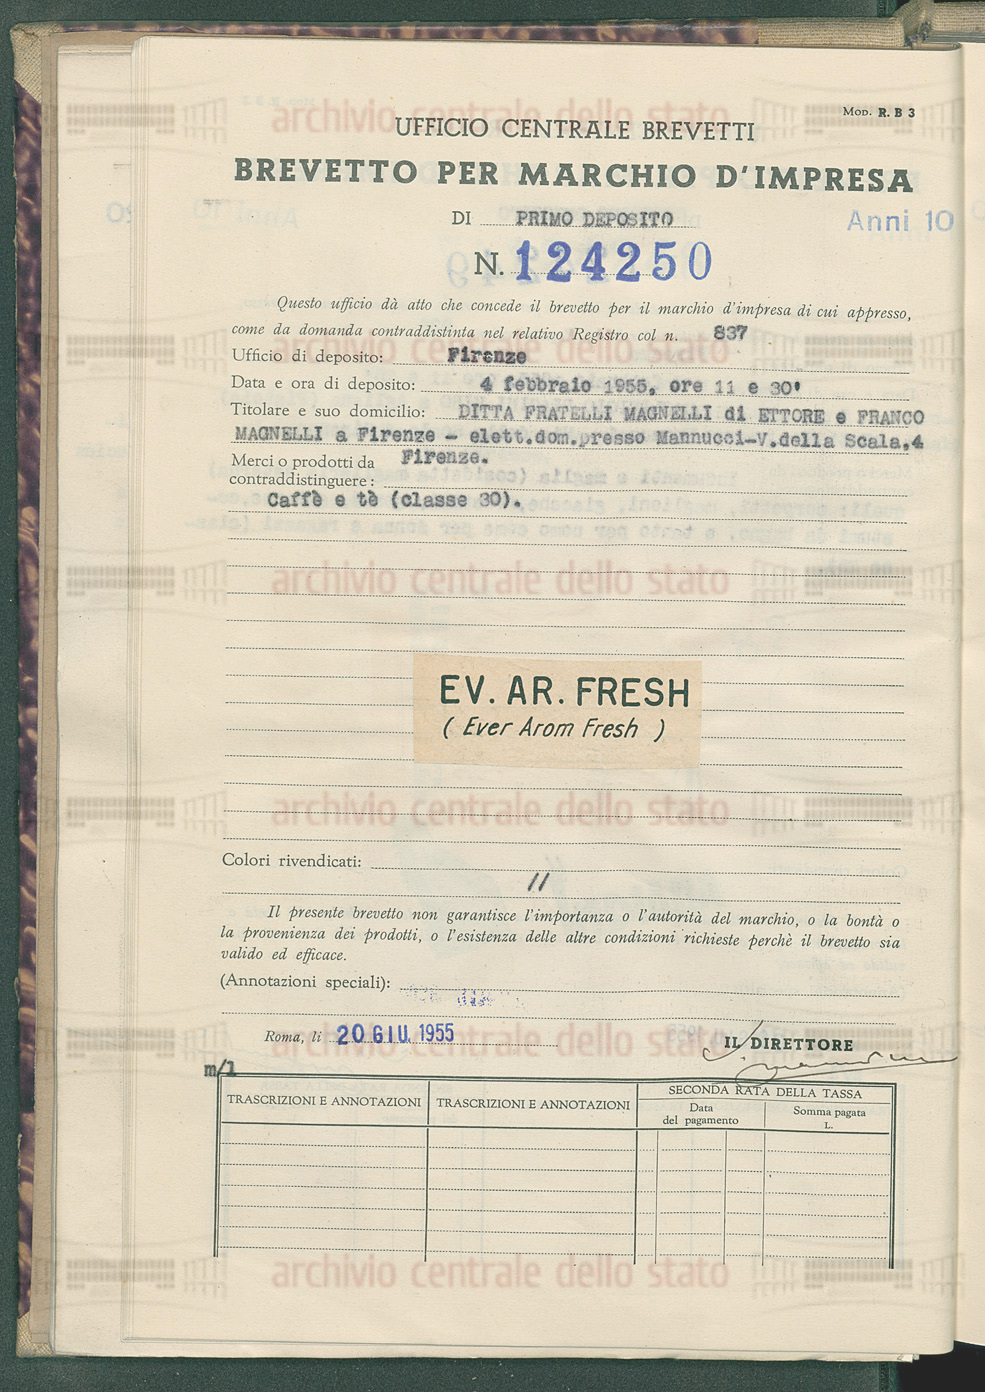 Mod. R. B 3
UFFICIO CENTRALE BREVETTI
BREVETTO PER MARCHIO D'IMPRESA
DI PRIMO DEPOSITO
Anni 10
N. 124250
Questo ufficio dà atto che concede il brevetto per il marchio d'impresa di cui appresso,
come da domanda contraddistinta nel relativo Registro col n. 837
Ufficio di deposito: Firenze
Data e ora di deposito: 4 febbraio 1955, ore 11 e 30'
Titolare e suo domicilio: DITTA FRATELLI MAGNELLI di ETTORE e FRANCO
MAGNELLI a Firenze - elett.dom.presso Mannucci-V.della Scala,4
Merci o prodotti da Firenze.
contraddistinguere:
Caffè e tè (classe 30).
archivio centrale dello stato
EV. AR. FRESH
( Ever Arom Fresh )
Colori rivendicati:
//
Il presente brevetto non garantisce l'importanza o l'autorità del marchio, o la bontà o
la provenienza dei prodotti, o l'esistenza delle altre condizioni richieste perchè il brevetto sia
valido ed efficace.
(Annotazioni speciali):
Roma, lì 20 GIU. 1955
IL DIRETTORE
m/l
TRASCRIZIONI E ANNOTAZIONI
TRASCRIZIONI E ANNOTAZIONI
SECONDA RATA DELLA TASSA
Data
del pagamento
Somma pagata
L.